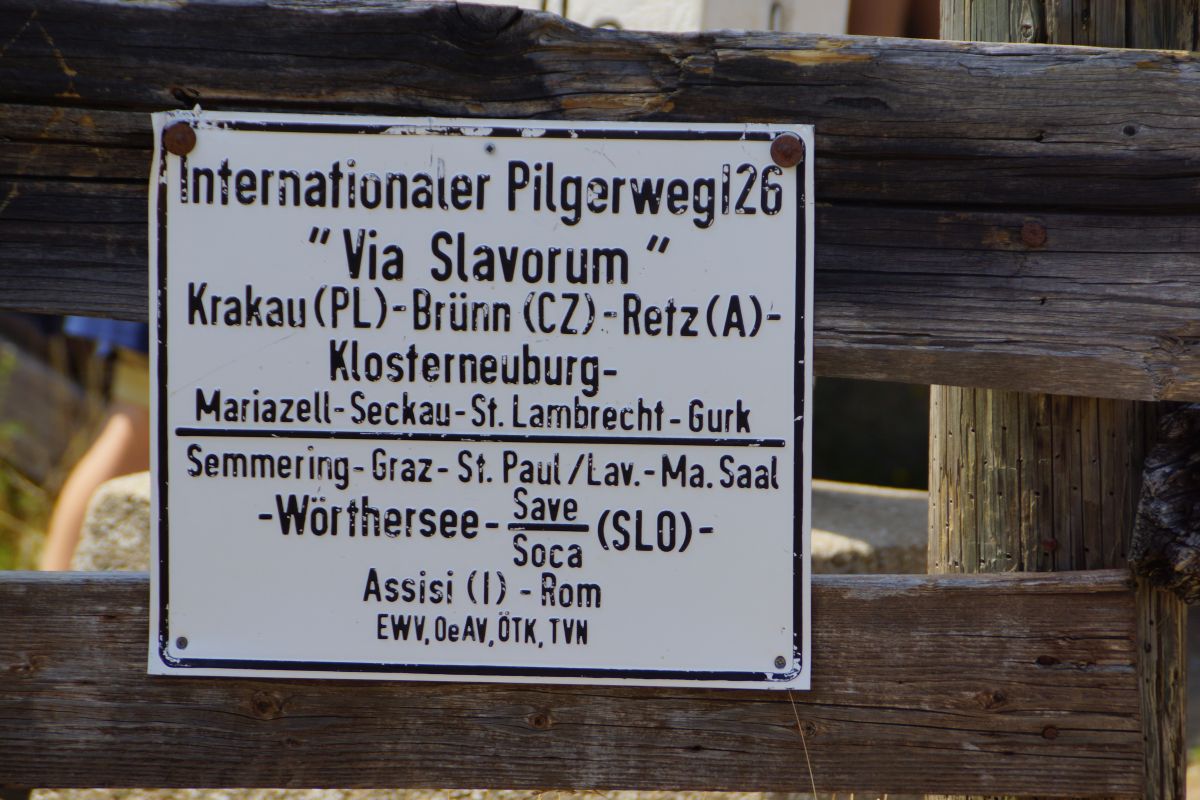 Internationaler Pilgerweg 126
"Via Slavorum"
Krakau (PL)-Brünn (CZ)-Retz (A)-
Klosterneuburg-
Mariazell-Seckau-St. Lambrecht-Gurk
Semmering-Graz-St. Paul/Lav.-Ma. Saal
-Wörthersee- Save/Soca (SLO)-
Assisi (I)-Rom
EWV, OeAV, ÖTK, TVN